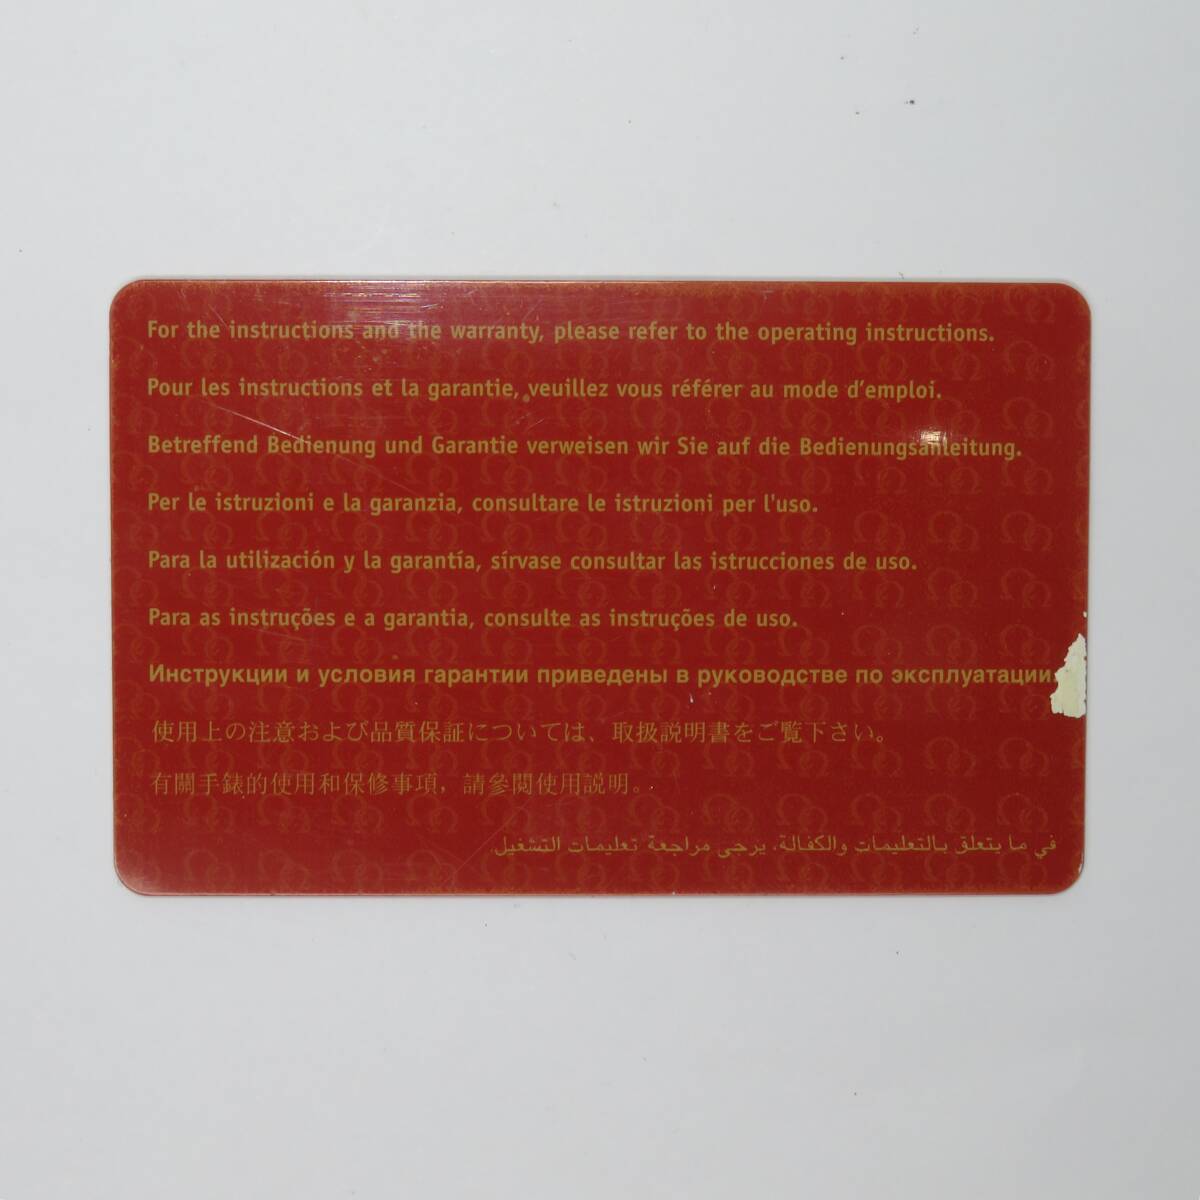 For the instructions and the warranty, please refer to the operating instructions.
Pour les instructions et la garantie, veuillez vous référer au mode d’emploi.
Betreffend Bedienung und Garantie verweisen wir Sie auf die Bedienungsanleitung.
Per le istruzioni e la garanzia, consultare le istruzioni per l'uso.
Para la utilización y la garantía, sírvase consultar las istrucciones de uso.
Para as instruções e a garantia, consulte as instruções de uso.
Инструкции и условия гарантии приведены в руководстве по эксплуатации.
使用上の注意および品質保証については、取扱説明書をご覧下さい。
有關手錶的使用和保修事項，請參閱使用説明。
في ما يتعلق بالتعليمات والكفالة، يرجى مراجعة تعليمات التشغيل.